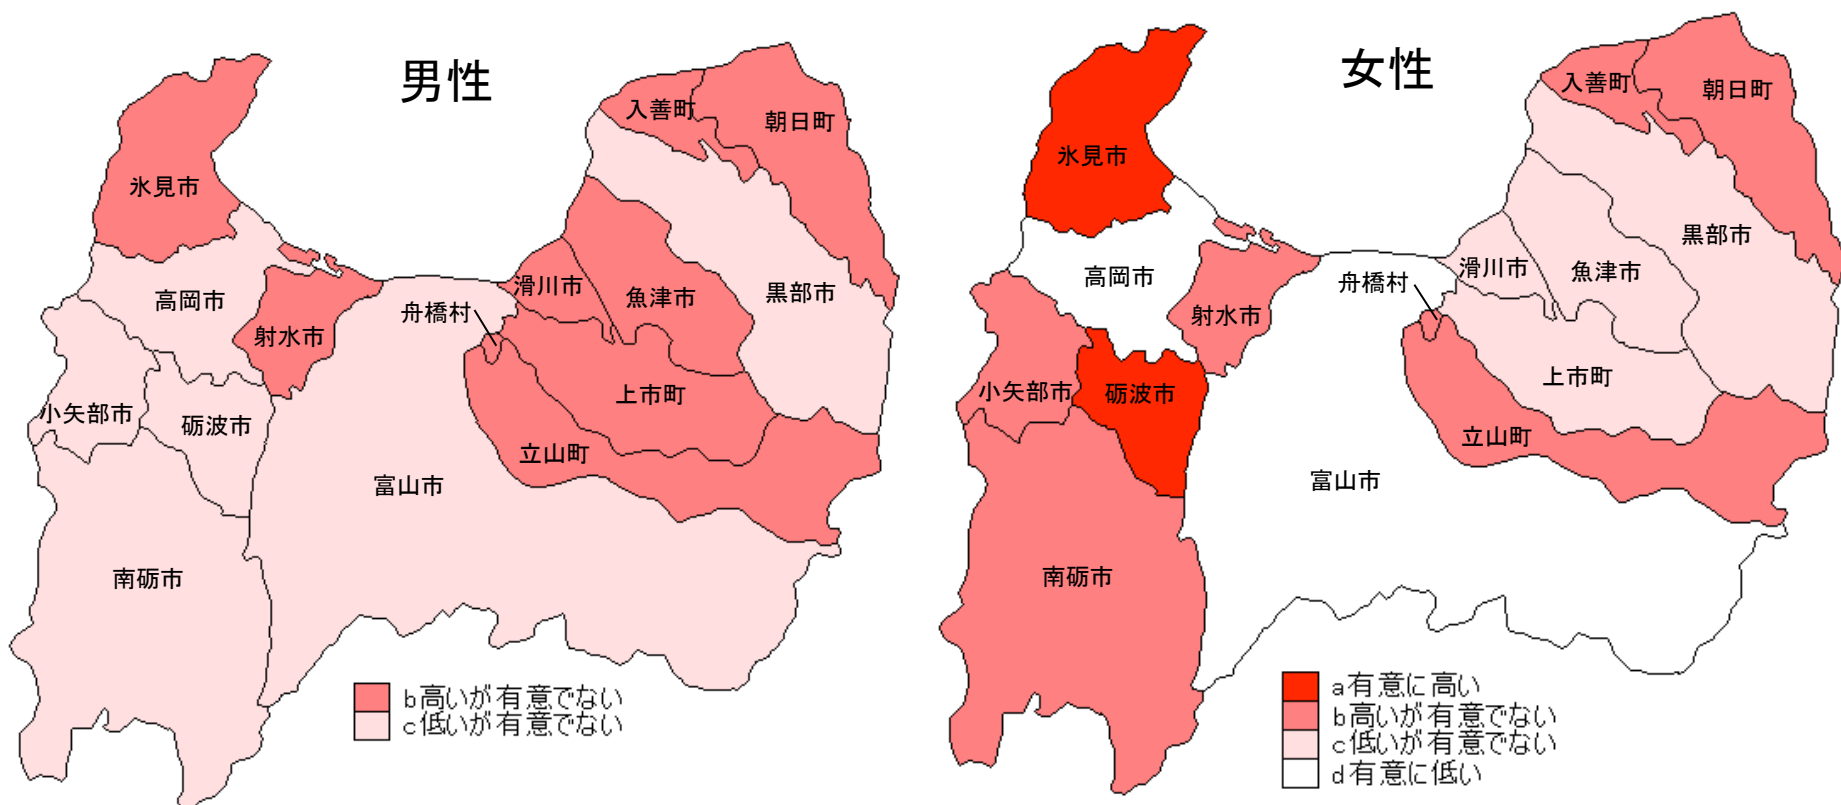 男性
入善町
朝日町
氷見市
黒部市
滑川市
魚津市
高岡市
舟橋村
射水市
上市町
小矢部市
砺波市
立山町
富山市
南砺市
b高いが有意でない
c低いが有意でない
女性
入善町
朝日町
氷見市
黒部市
滑川市
魚津市
高岡市
舟橋村
射水市
上市町
小矢部市
砺波市
立山町
富山市
南砺市
a有意に高い
b高いが有意でない
c低いが有意でない
d有意に低い